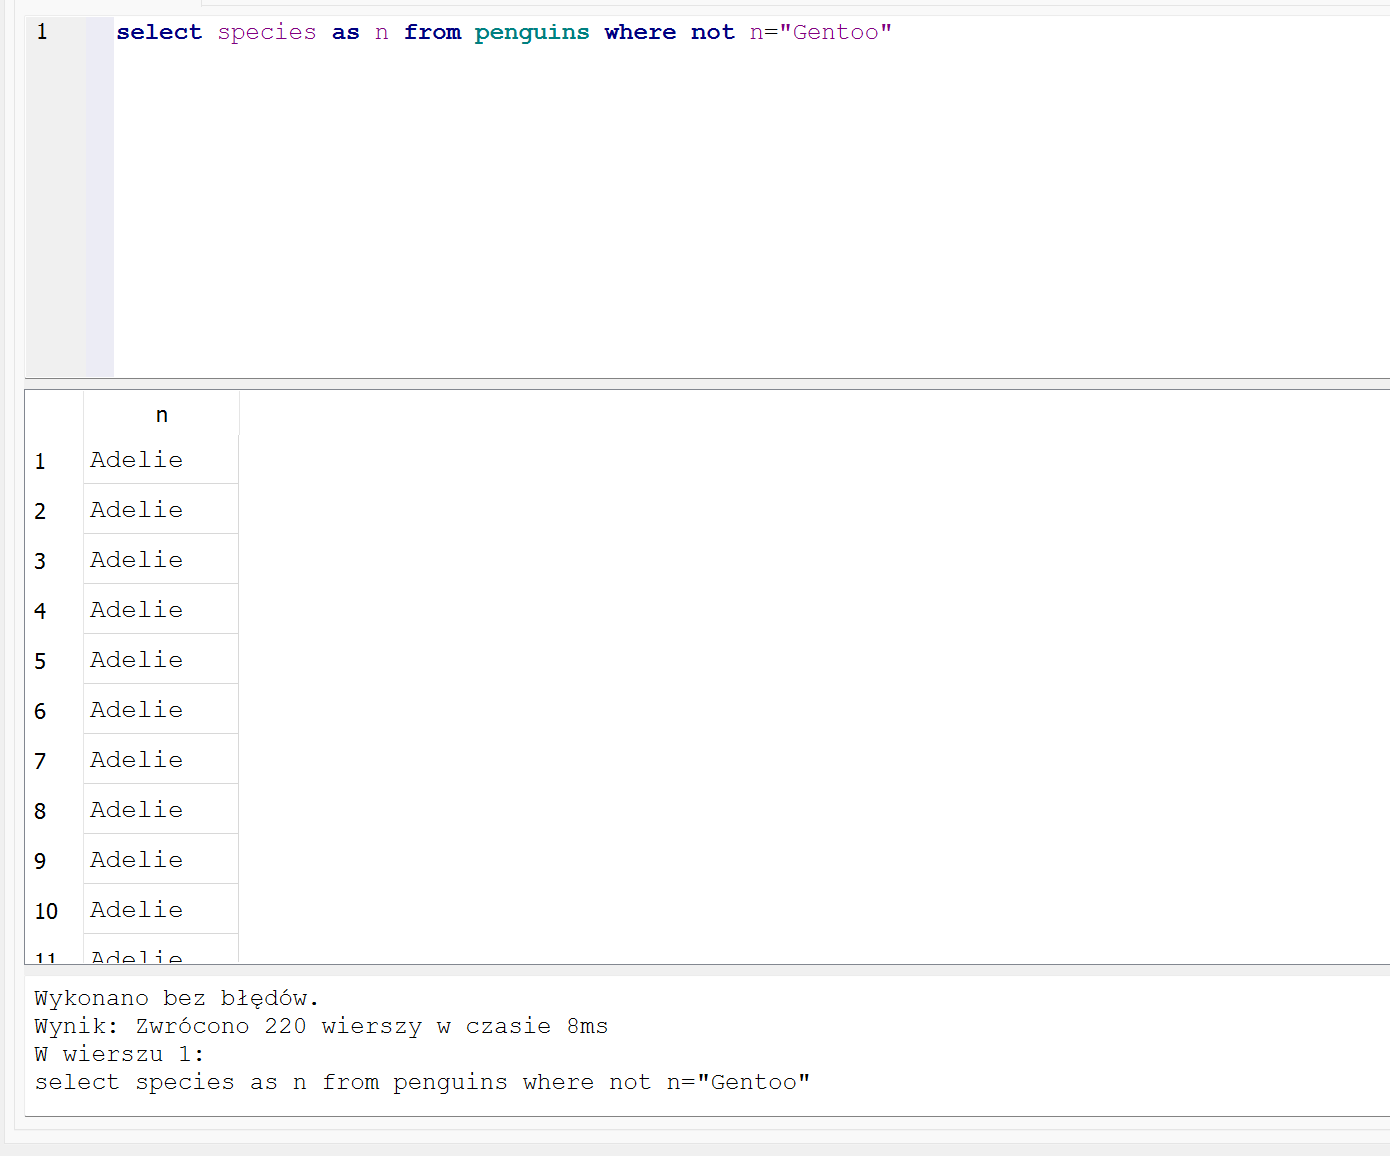 1 select species as n from penguins where not n="Gentoo"
n
1 Adelie
2 Adelie
3 Adelie
4 Adelie
5 Adelie
6 Adelie
7 Adelie
8 Adelie
9 Adelie
10 Adelie
11 Adelie
Wykonano bez błędów.
Wynik: Zwrócono 220 wierszy w czasie 8ms
W wierszu 1:
select species as n from penguins where not n="Gentoo"